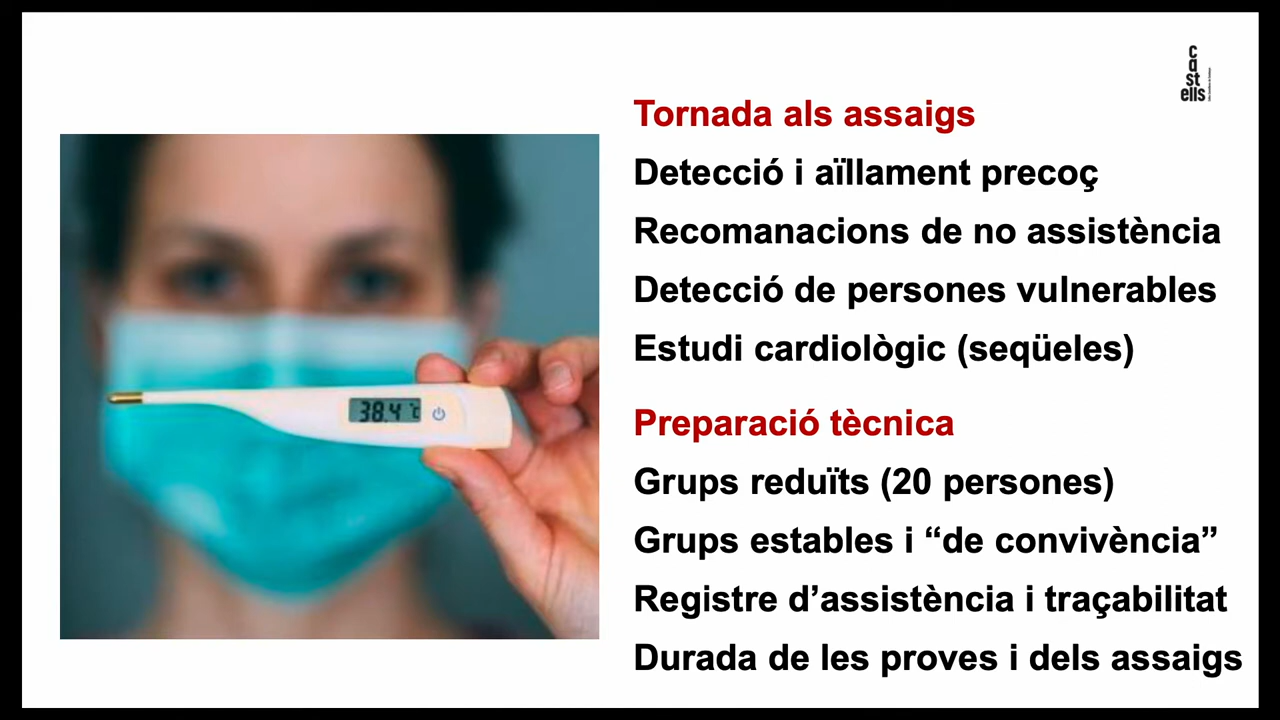 ca
st
ells
Tornada als assaigs
Detecció i aïllament precoç
Recomanacions de no assistència
Detecció de persones vulnerables
Estudi cardiològic (seqüeles)
38.4 °C
Preparació tècnica
Grups reduïts (20 persones)
Grups estables i “de convivència”
Registre d’assistència i traçabilitat
Durada de les proves i dels assaigs